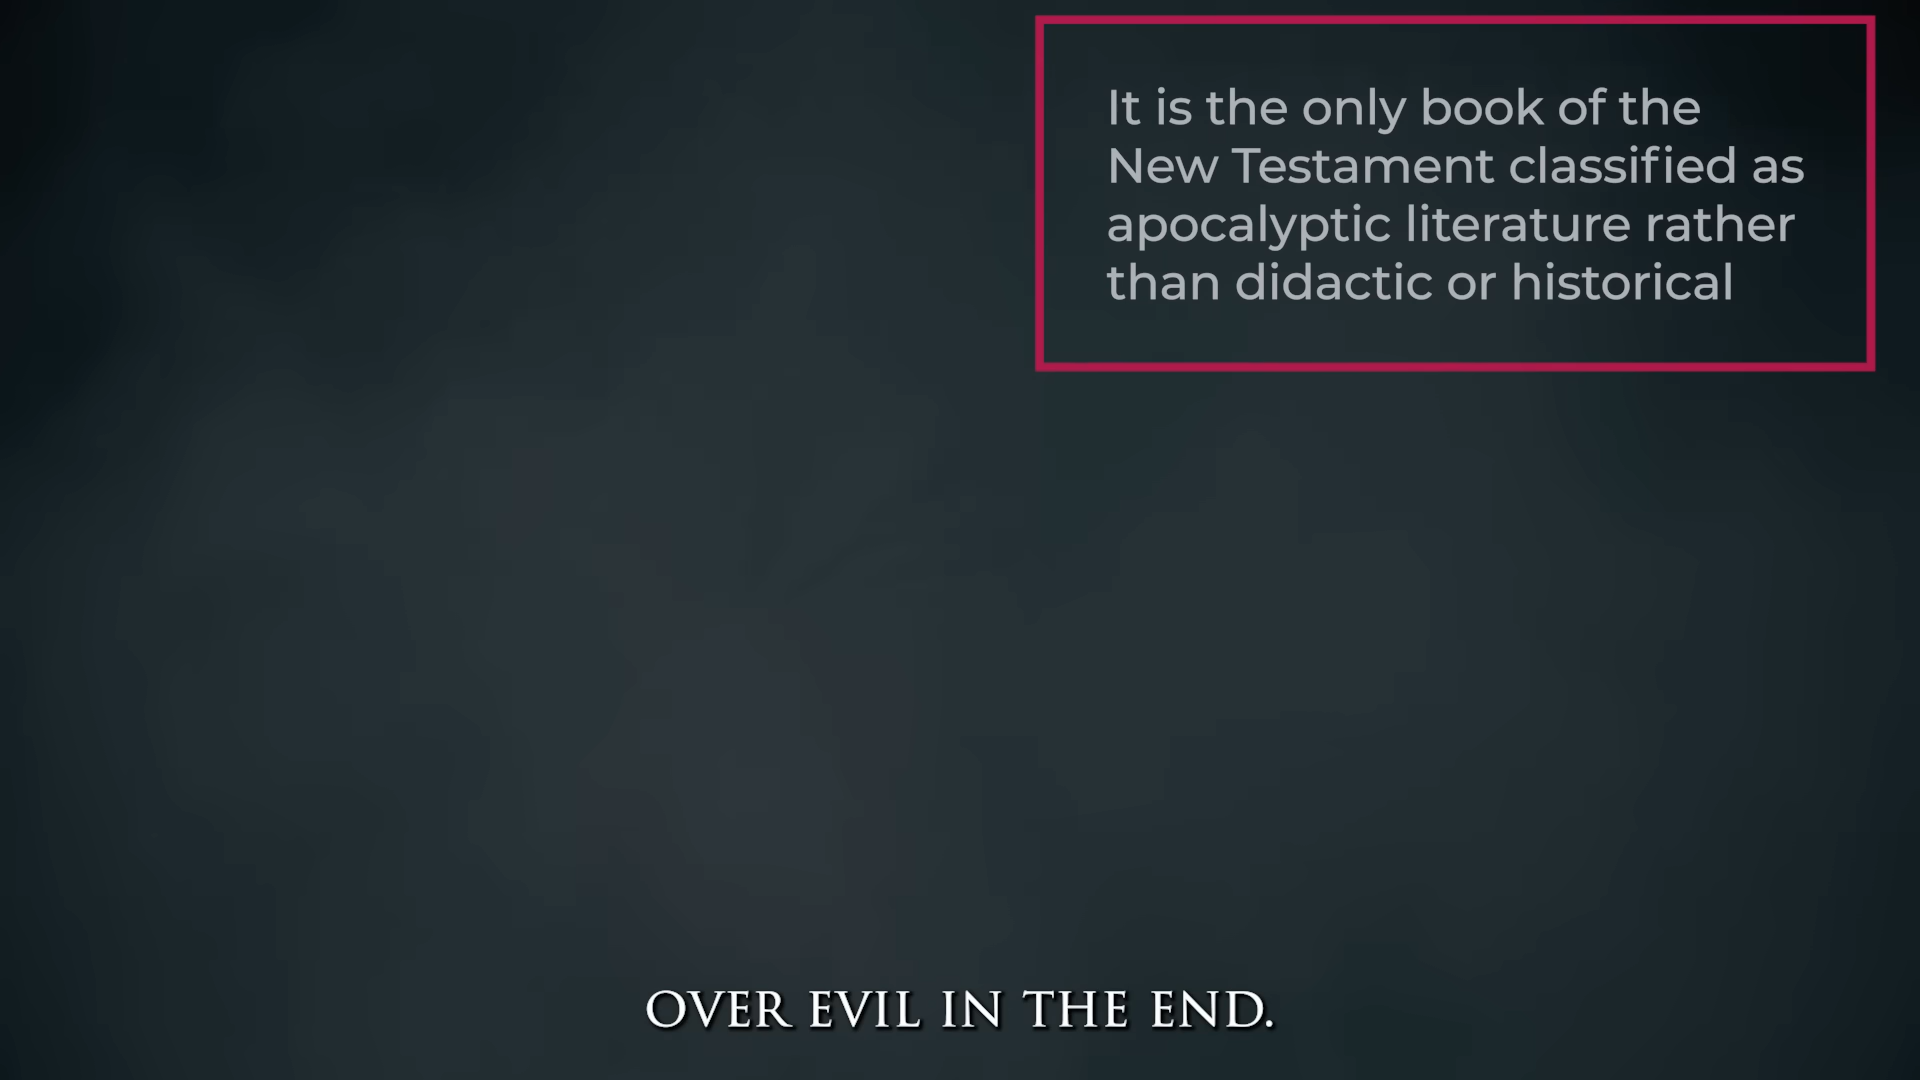 It is the only book of the
New Testament classified as
apocalyptic literature rather
than didactic or historical
OVER EVIL IN THE END.